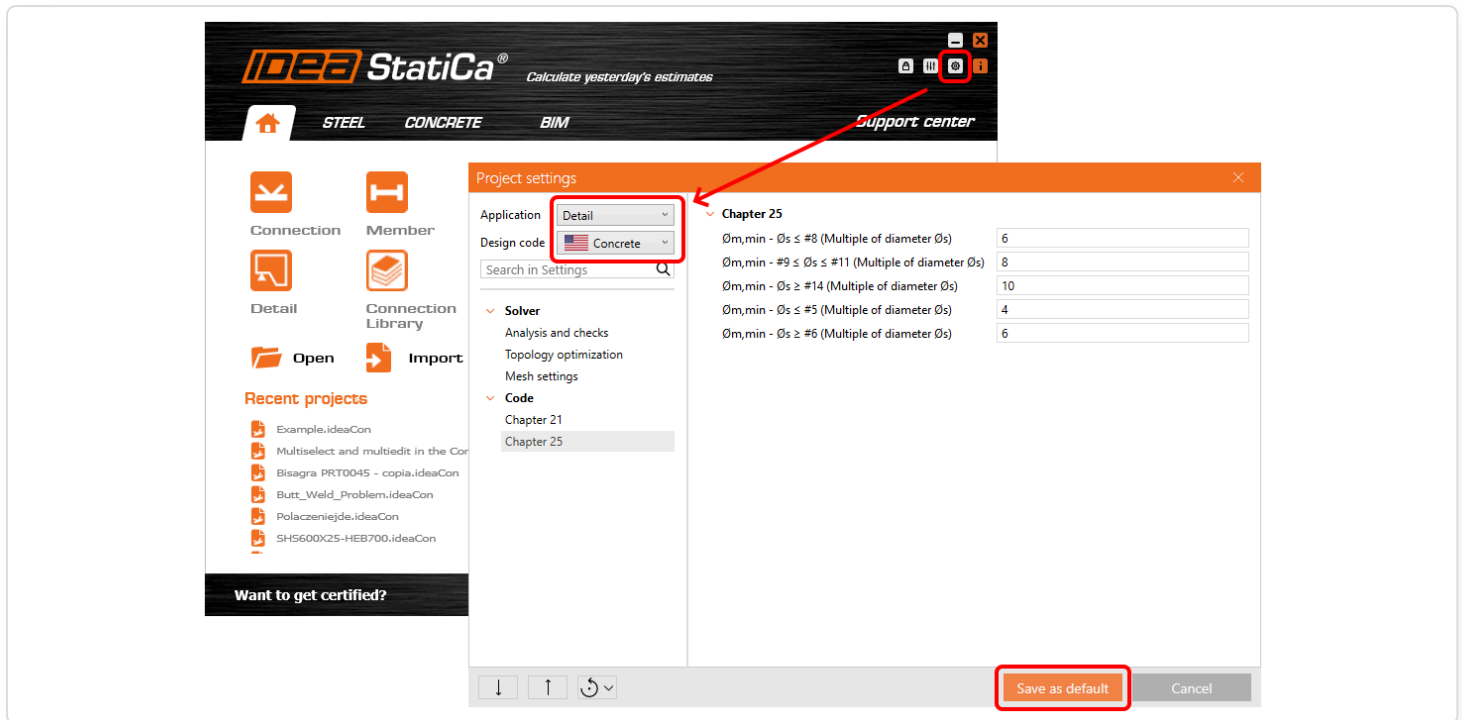 IDEA StatiCa®
Calculate yesterday's estimates
STEEL CONCRETE BIM
Support center
Connection
Member
Detail
Connection
Library
Open
Import
Recent projects
Example.ideaCon
Multiselect and multiedit in the Cor
Bisagra PRT0045 - copia.ideaCon
Butt_Weld_Problem.ideaCon
Polaczeniejde.ideaCon
SHS600X25-HEB700.ideaCon
Want to get certified?
Project settings
Application Detail
Design code Concrete
Search in Settings
Solver
Analysis and checks
Topology optimization
Mesh settings
Code
Chapter 21
Chapter 25
Chapter 25
Øm,min - Øs ≤ #8 (Multiple of diameter Øs) 6
Øm,min - #9 ≤ Øs ≤ #11 (Multiple of diameter Øs) 8
Øm,min - Øs ≥ #14 (Multiple of diameter Øs) 10
Øm,min - Øs ≤ #5 (Multiple of diameter Øs) 4
Øm,min - Øs ≥ #6 (Multiple of diameter Øs) 6
Save as default
Cancel